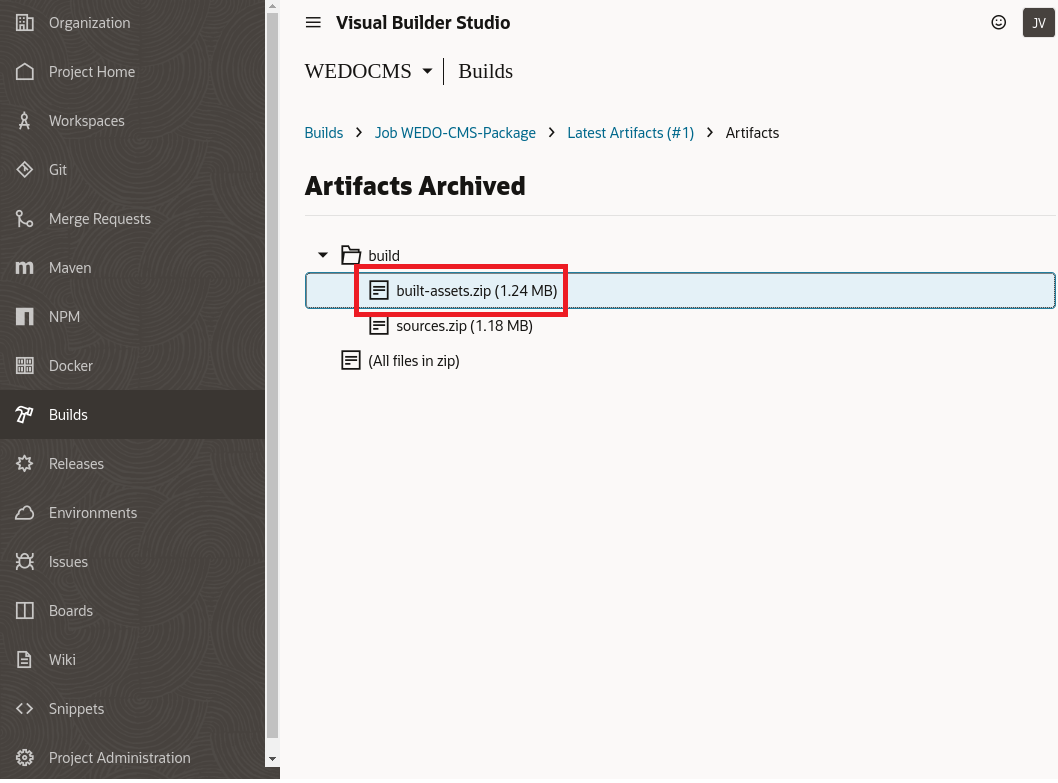 Organization
Project Home
Workspaces
Git
Merge Requests
Maven
NPM
Docker
Builds
Releases
Environments
Issues
Boards
Wiki
Snippets
Project Administration
Visual Builder Studio
JV
WEDOCMS
Builds
Builds > Job WEDO-CMS-Package > Latest Artifacts (#1) > Artifacts
Artifacts Archived
build
built-assets.zip (1.24 MB)
sources.zip (1.18 MB)
(All files in zip)